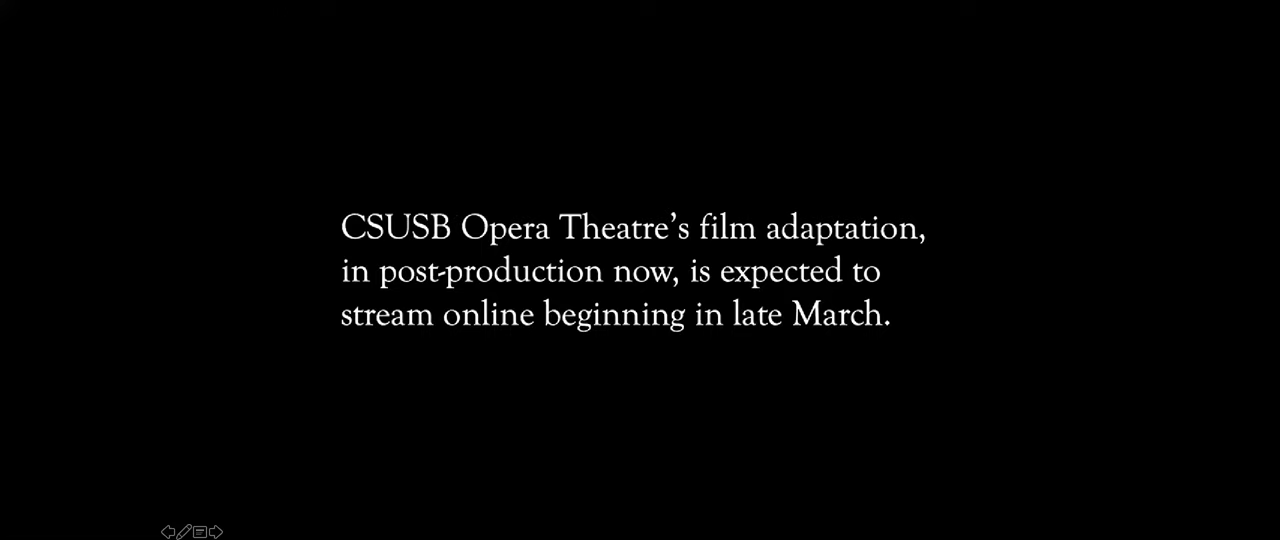 CSUSB Opera Theatre’s film adaptation,
in post-production now, is expected to
stream online beginning in late March.